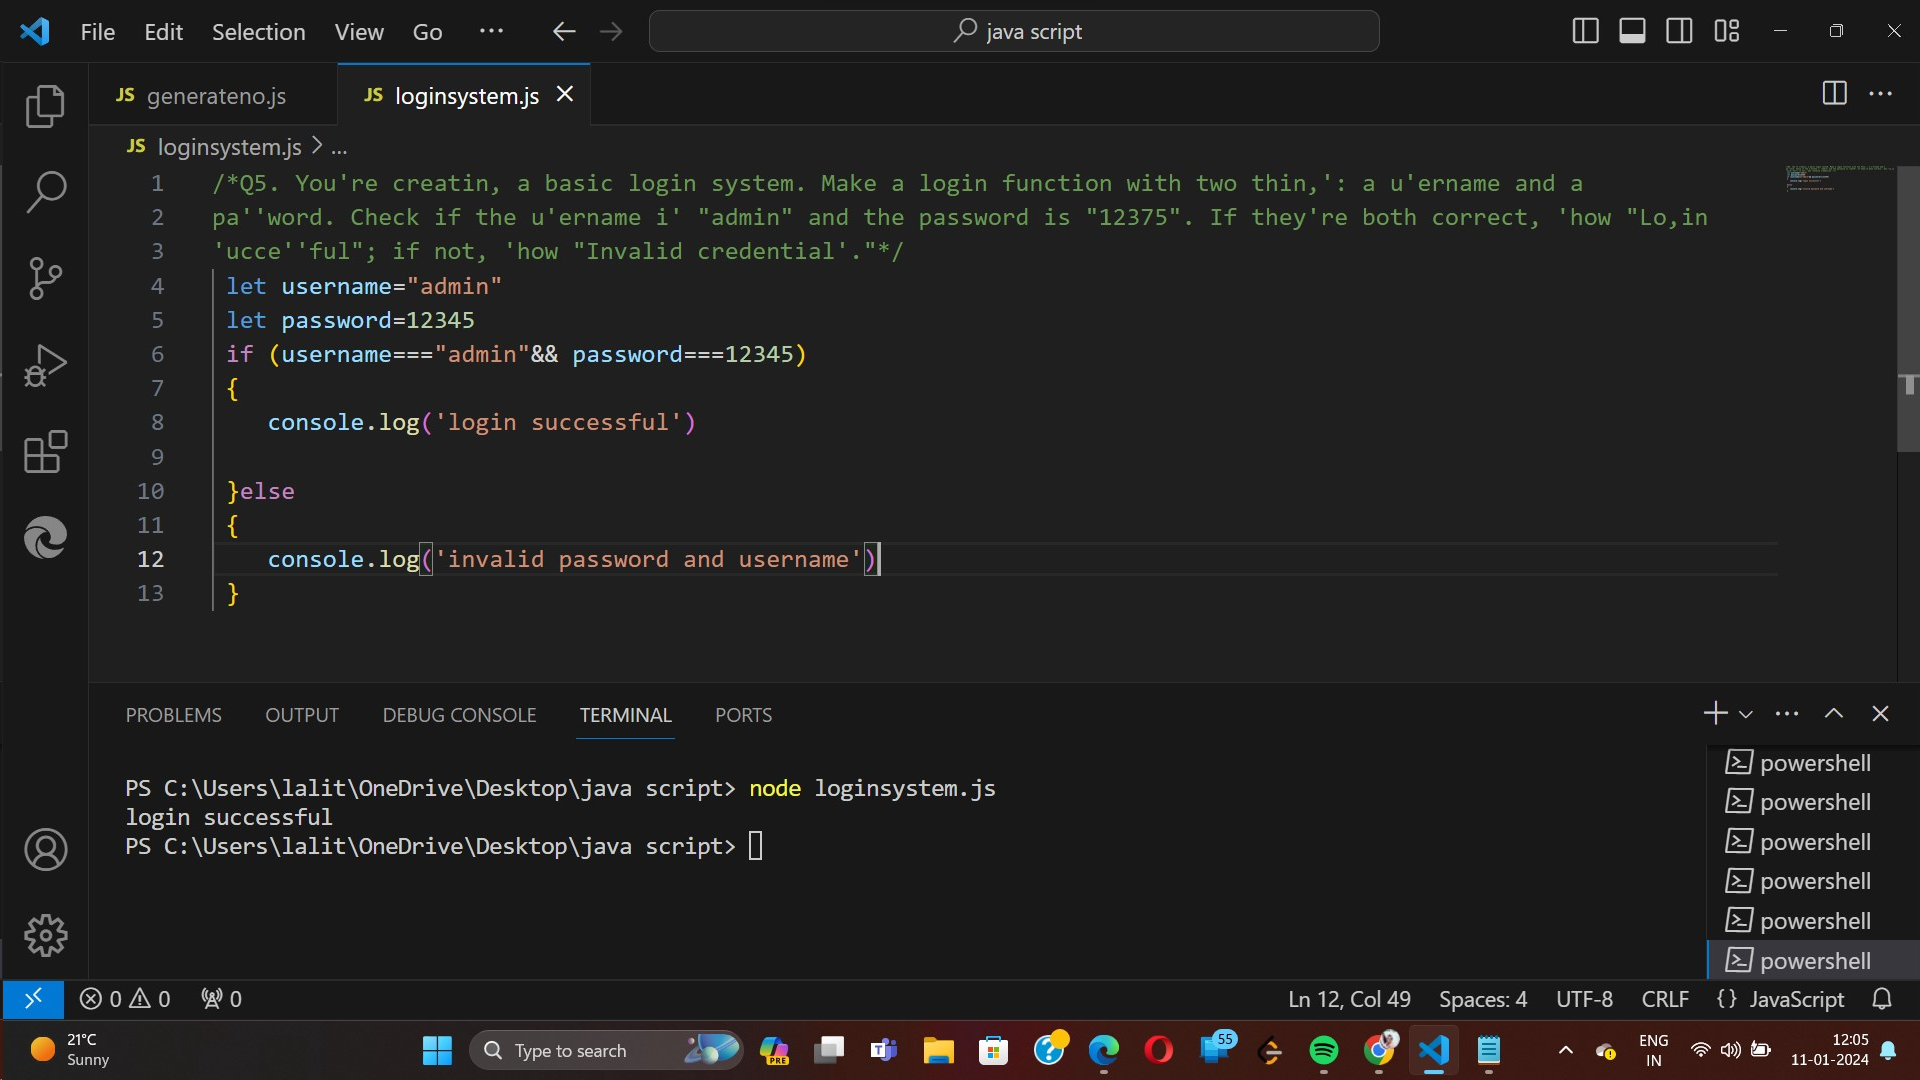 File Edit Selection View Go ... java script
JS generateno.js JS loginsystem.js
JS loginsystem.js > ...
1 /*Q5. You're creatin, a basic login system. Make a login function with two thin,': a u'ername and a
2 pa''word. Check if the u'ername i' "admin" and the password is "12375". If they're both correct, 'how "Lo,in
3 'ucce''ful"; if not, 'how "Invalid credential'."*/
4 let username="admin"
5 let password=12345
6 if (username==="admin"&& password===12345)
7 {
8 console.log('login successful')
9
10 }else
11 {
12 console.log('invalid password and username')
13 }
PROBLEMS OUTPUT DEBUG CONSOLE TERMINAL PORTS
PS C:\Users\lalit\OneDrive\Desktop\java script> node loginsystem.js
login successful
PS C:\Users\lalit\OneDrive\Desktop\java script>
powershell
powershell
powershell
powershell
powershell
powershell
0 0 0 Ln 12, Col 49 Spaces: 4 UTF-8 CRLF {} JavaScript
21°C
Sunny
Type to search
PRE
55
ENG
IN
12:05
11-01-2024